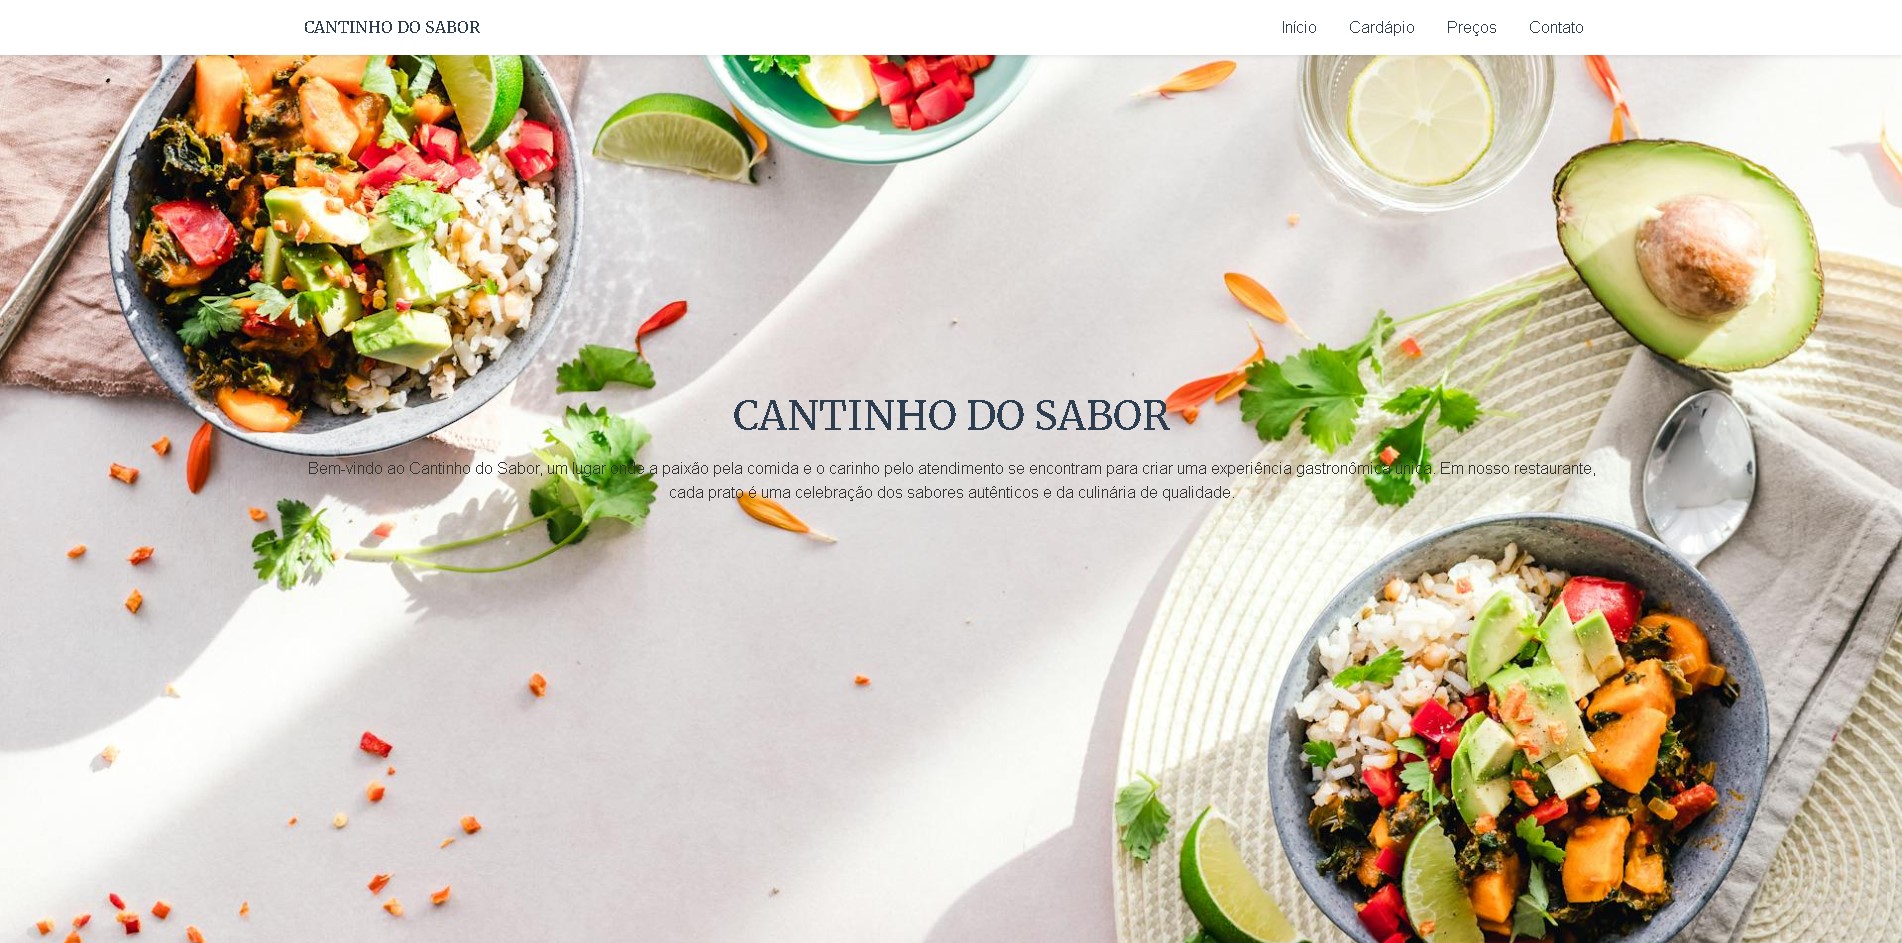 CANTINHO DO SABOR
Início Cardápio Preços Contato
CANTINHO DO SABOR
Bem-vindo ao Cantinho do Sabor, um lugar onde a paixão pela comida e o carinho pelo atendimento se encontram para criar uma experiência gastronômica única. Em nosso restaurante,
cada prato é uma celebração dos sabores autênticos e da culinária de qualidade.